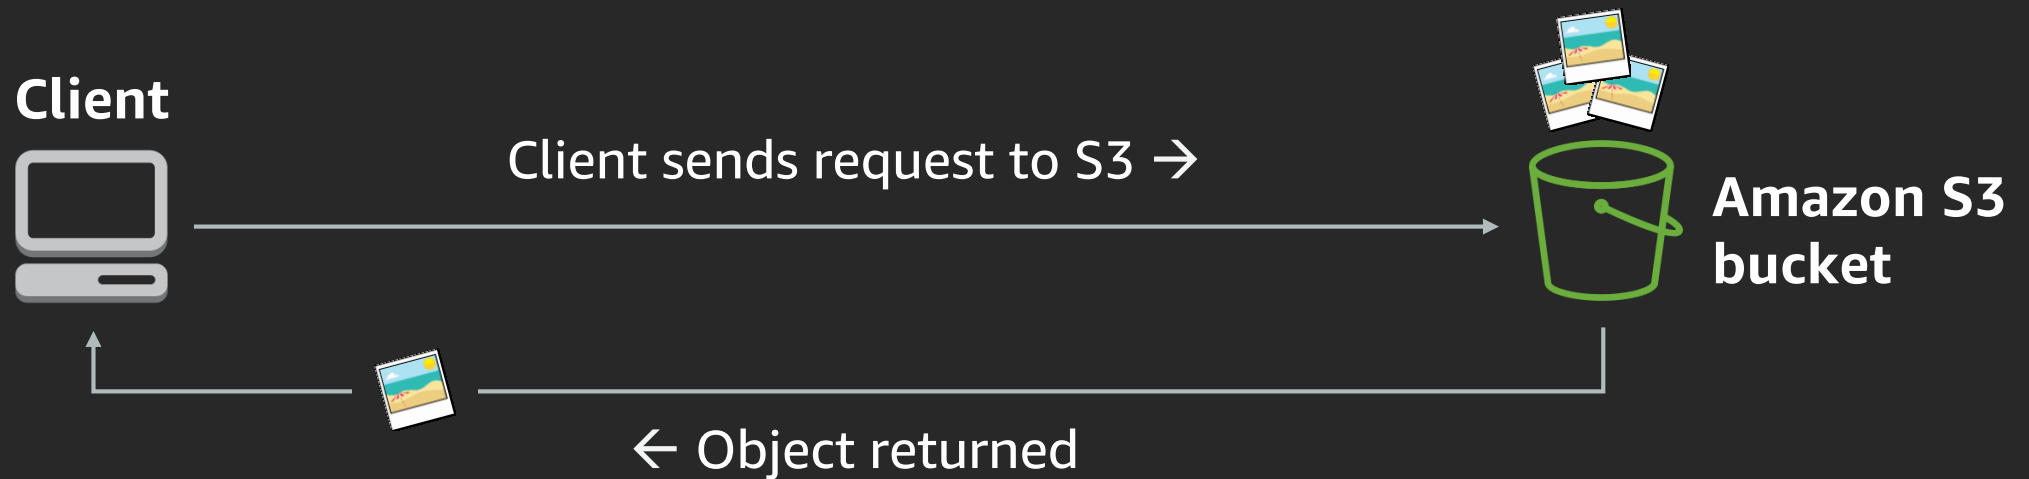 Client
Client sends request to S3 →
Amazon S3
bucket
← Object returned